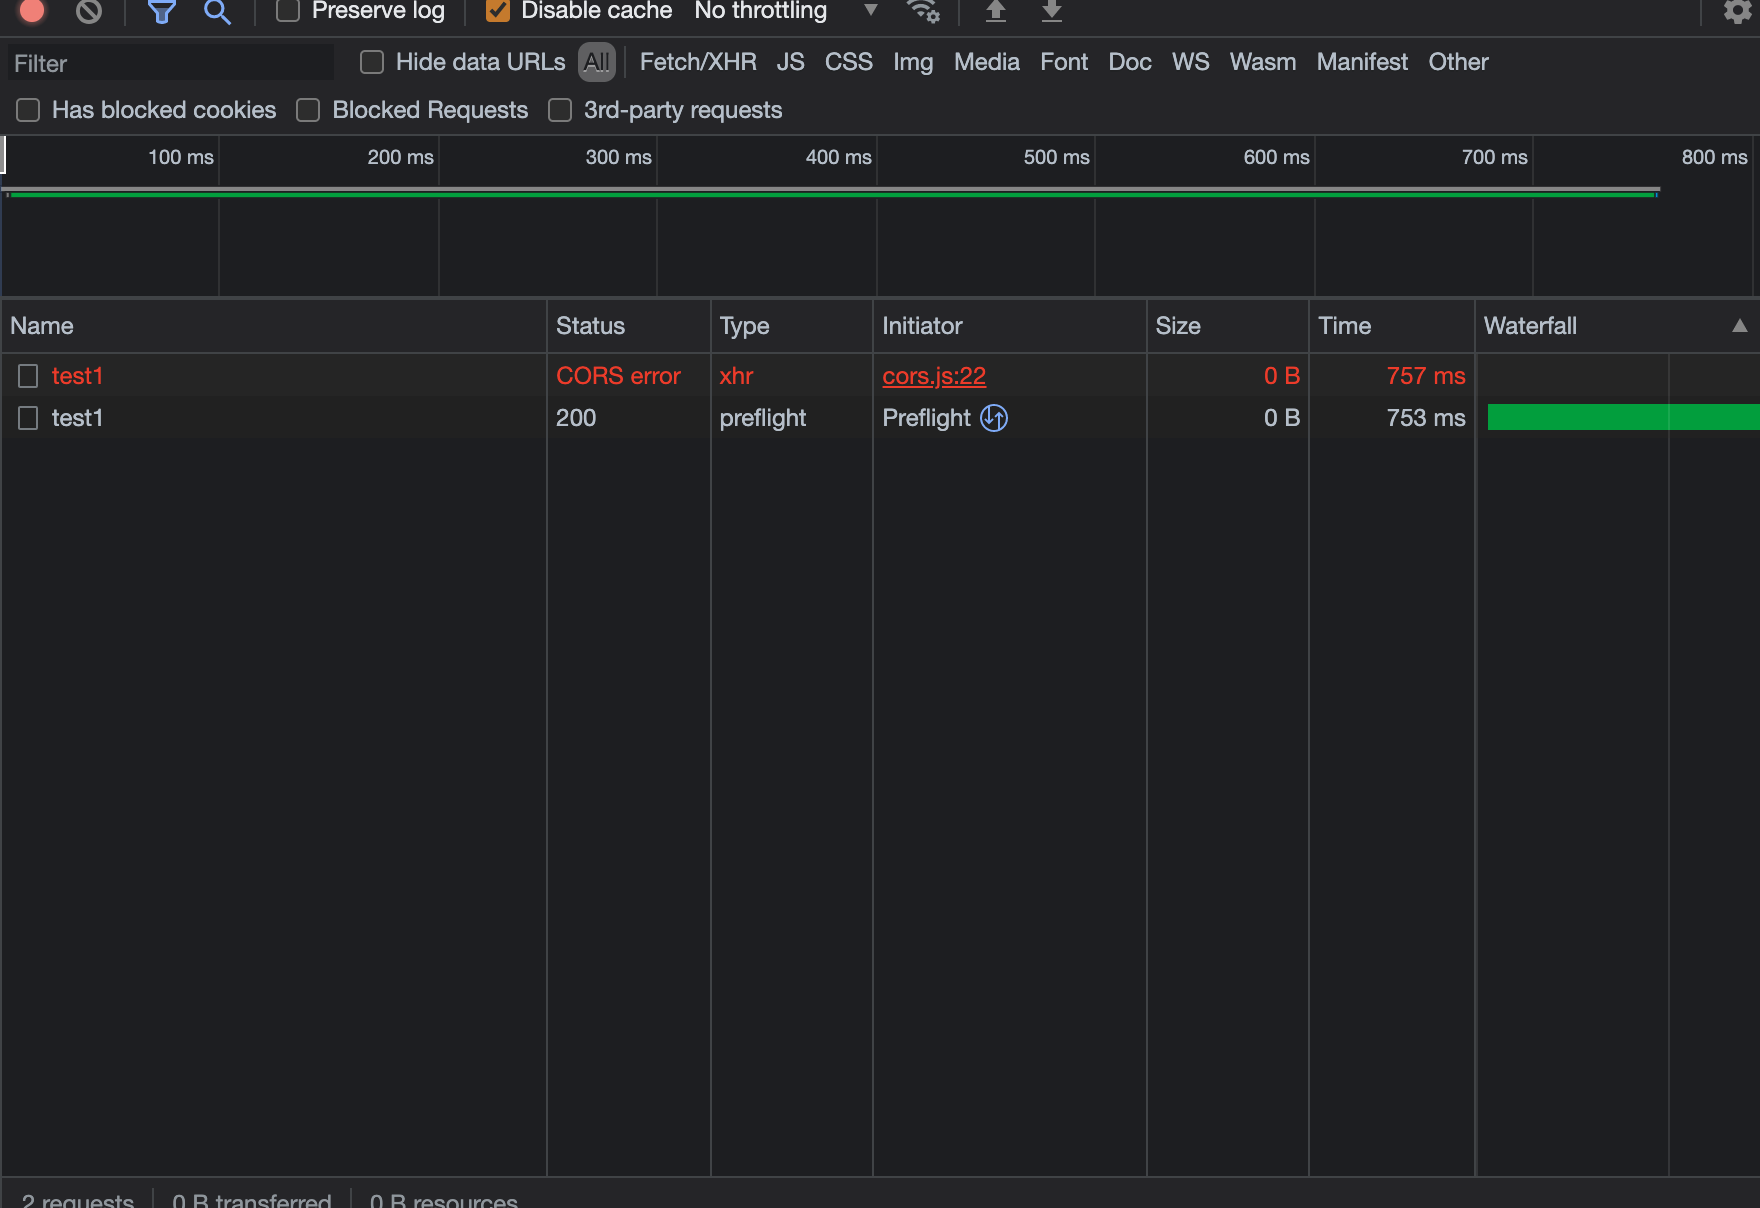 Preserve log Disable cache No throttling
Filter Hide data URLs All Fetch/XHR JS CSS Img Media Font Doc WS Wasm Manifest Other
Has blocked cookies Blocked Requests 3rd-party requests
100 ms 200 ms 300 ms 400 ms 500 ms 600 ms 700 ms 800 ms
Name Status Type Initiator Size Time Waterfall
test1 CORS error xhr cors.js:22 0 B 757 ms
test1 200 preflight Preflight 0 B 753 ms
2 requests 0 B transferred 0 B resources